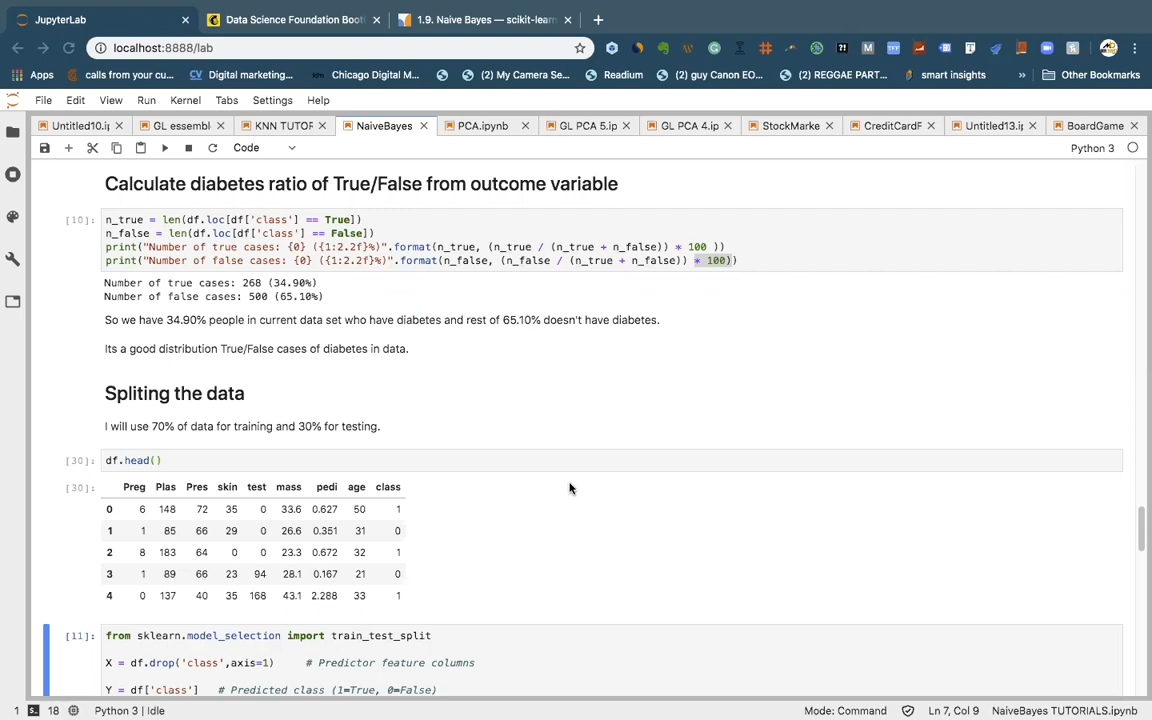 JupyterLab
Data Science Foundation Boot
1.9. Naive Bayes — scikit-learn
localhost:8888/lab
Apps
calls from your cu...
CV Digital marketing...
Chicago Digital M...
(2) My Camera Se...
Readium
(2) guy Canon EO...
(2) REGGAE PART...
smart insights
»
Other Bookmarks
File Edit View Run Kernel Tabs Settings Help
Untitled10.ip
GL essembl
KNN TUTOF
NaiveBayes
PCA.ipynb
GL PCA 5.ip
GL PCA 4.ip
StockMarke
CreditCardF
Untitled13.ip
BoardGame
Code
Python 3
Calculate diabetes ratio of True/False from outcome variable
[10]: n_true = len(df.loc[df['class'] == True])
n_false = len(df.loc[df['class'] == False])
print("Number of true cases: {0} ({1:2.2f}%)".format(n_true, (n_true / (n_true + n_false)) * 100 ))
print("Number of false cases: {0} ({1:2.2f}%)".format(n_false, (n_false / (n_true + n_false)) * 100))
Number of true cases: 268 (34.90%)
Number of false cases: 500 (65.10%)
So we have 34.90% people in current data set who have diabetes and rest of 65.10% doesn't have diabetes.
Its a good distribution True/False cases of diabetes in data.
Spliting the data
I will use 70% of data for training and 30% for testing.
[30]: df.head()
[30]: Preg Plas Pres skin test mass pedi age class
0 6 148 72 35 0 33.6 0.627 50 1
1 1 85 66 29 0 26.6 0.351 31 0
2 8 183 64 0 0 23.3 0.672 32 1
3 1 89 66 23 94 28.1 0.167 21 0
4 0 137 40 35 168 43.1 2.288 33 1
[11]: from sklearn.model_selection import train_test_split
X = df.drop('class',axis=1) # Predictor feature columns
Y = df['class'] # Predicted class (1=True, 0=False)
1 18 Python 3 | Idle
Mode: Command
Ln 7, Col 9
NaiveBayes TUTORIALS.ipynb